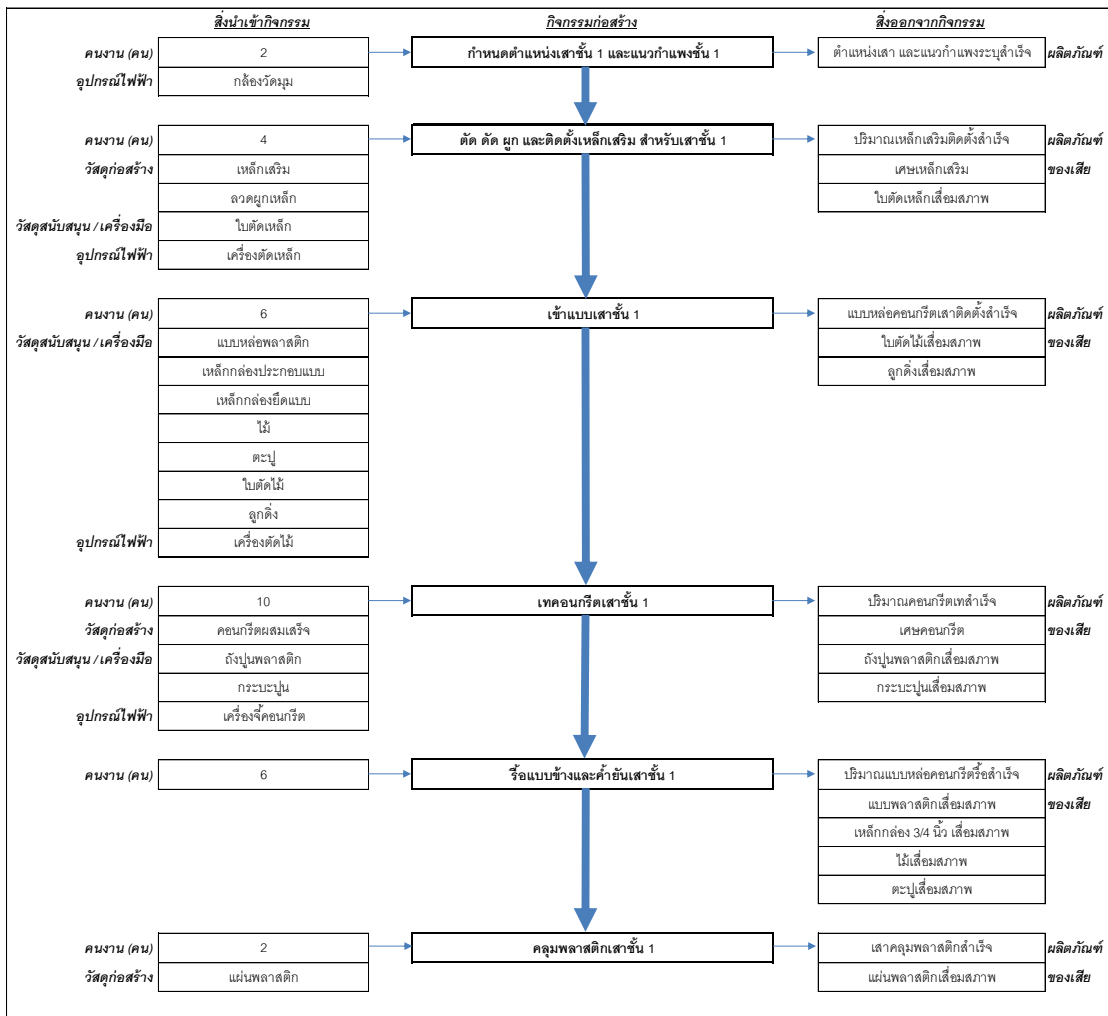 สิ่งนำเข้ากิจกรรม กิจกรรมก่อสร้าง สิ่งออกจากกิจกรรม
คนงาน (คน) 2 กำหนดตำแหน่งเสาชั้น 1 และแนวกำแพงชั้น 1 ตำแหน่งเสา และแนวกำแพงระบุสำเร็จ ผลิตภัณฑ์
อุปกรณ์ไฟฟ้า กล้องวัดมุม
คนงาน (คน) 4 ตัด ดัด ผูก และติดตั้งเหล็กเสริม สำหรับเสาชั้น 1 ปริมาณเหล็กเสริมติดตั้งสำเร็จ ผลิตภัณฑ์
วัสดุก่อสร้าง เหล็กเสริม เศษเหล็กเสริม ของเสีย
ลวดผูกเหล็ก ใบตัดเหล็กเสื่อมสภาพ
วัสดุสนับสนุน / เครื่องมือ ใบตัดเหล็ก
อุปกรณ์ไฟฟ้า เครื่องตัดเหล็ก
คนงาน (คน) 6 เข้าแบบเสาชั้น 1 แบบหล่อคอนกรีตเสาติดตั้งสำเร็จ ผลิตภัณฑ์
วัสดุสนับสนุน / เครื่องมือ แบบหล่อพลาสติก ใบตัดไม้เสื่อมสภาพ ของเสีย
เหล็กกล่องประกอบแบบ ลูกดิ่งเสื่อมสภาพ
เหล็กกล่องยึดแบบ
ไม้
ตะปู
ใบตัดไม้
ลูกดิ่ง
อุปกรณ์ไฟฟ้า เครื่องตัดไม้
คนงาน (คน) 10 เทคอนกรีตเสาชั้น 1 ปริมาณคอนกรีตเทสำเร็จ ผลิตภัณฑ์
วัสดุก่อสร้าง คอนกรีตผสมเสร็จ เศษคอนกรีต ของเสีย
วัสดุสนับสนุน / เครื่องมือ ถังปูนพลาสติก ถังปูนพลาสติกเสื่อมสภาพ
กระบะปูน กระบะปูนเสื่อมสภาพ
อุปกรณ์ไฟฟ้า เครื่องจี้คอนกรีต
คนงาน (คน) 6 รื้อแบบข้างและค้ำยันเสาชั้น 1 ปริมาณแบบหล่อคอนกรีตรื้อสำเร็จ ผลิตภัณฑ์
แบบพลาสติกเสื่อมสภาพ ของเสีย
เหล็กกล่อง 3/4 นิ้ว เสื่อมสภาพ
ไม้เสื่อมสภาพ
ตะปูเสื่อมสภาพ
คนงาน (คน) 2 คลุมพลาสติกเสาชั้น 1 เสาคลุมพลาสติกสำเร็จ ผลิตภัณฑ์
วัสดุก่อสร้าง แผ่นพลาสติก แผ่นพลาสติกเสื่อมสภาพ ของเสีย